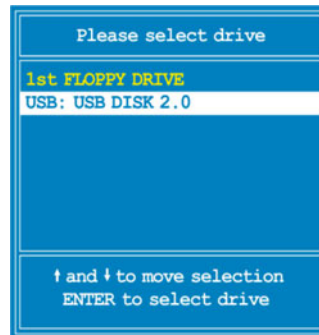 Please select drive
1st FLOPPY DRIVE
USB: USB DISK 2.0
↑ and ↓ to move selection
ENTER to select drive